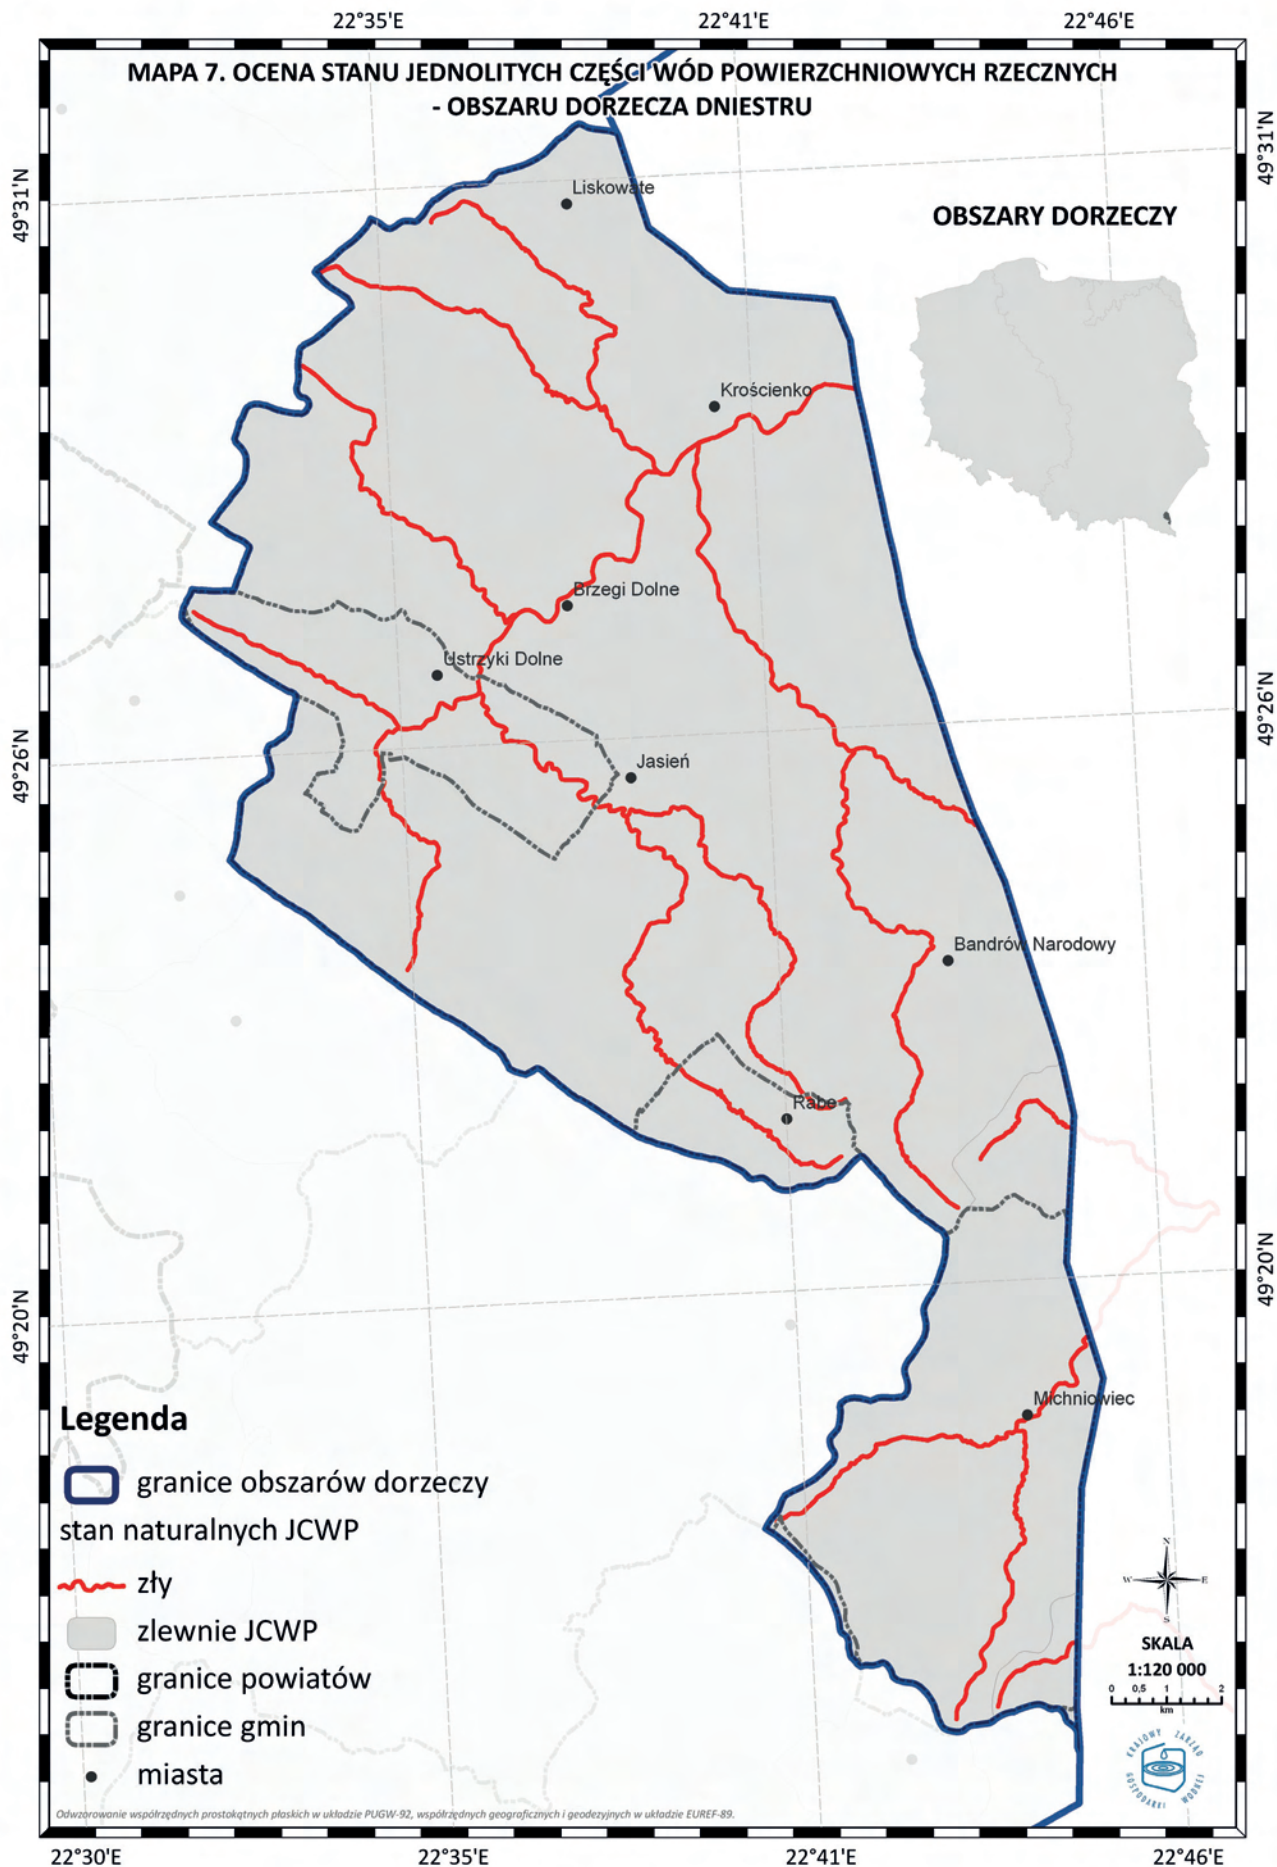 22°35'E
22°41'E
22°46'E
MAPA 7. OCENA STANU JEDNOLITYCH CZĘŚCI WÓD POWIERZCHNIOWYCH RZECZNYCH
- OBSZARU DORZECZA DNIESTRU
49°31'N
49°31'N
Liskowate
OBSZARY DORZECZY
Krościenko
Brzegi Dolne
Ustrzyki Dolne
49°26'N
49°26'N
Jasień
Bandrów Narodowy
Rabe
49°20'N
49°20'N
Michniowiec
Legenda
granice obszarów dorzeczy
stan naturalnych JCWP
zły
zlewnie JCWP
granice powiatów
granice gmin
miasta
N
W
E
S
SKALA
1:120 000
0 0,5 1 2
km
KRAJOWY ZARZĄD
GOSPODARKI WODNEJ
Odwzorowanie współrzędnych prostokątnych płaskich w układzie PUGW-92, współrzędnych geograficznych i geodezyjnych w układzie EUREF-89.
22°30'E
22°35'E
22°41'E
22°46'E